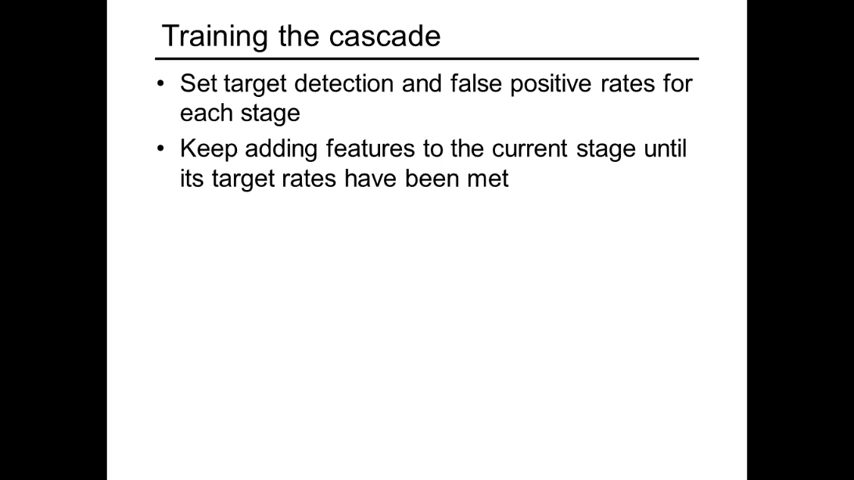 Training the cascade
• Set target detection and false positive rates for
each stage
• Keep adding features to the current stage until
its target rates have been met